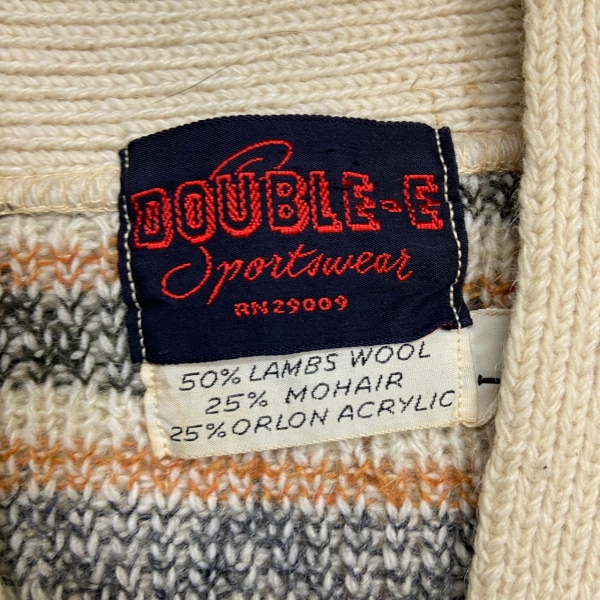 DOUBLE-E
Sportswear
RN29009
50% LAMBS WOOL
25% MOHAIR
25% ORLON ACRYLIC